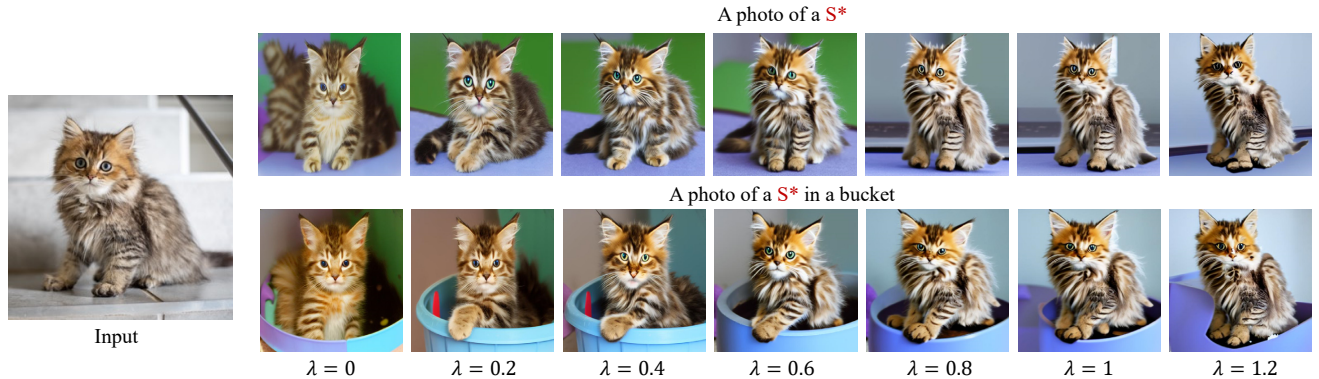 A photo of a S*
A photo of a S* in a bucket
Input
λ = 0
λ = 0.2
λ = 0.4
λ = 0.6
λ = 0.8
λ = 1
λ = 1.2